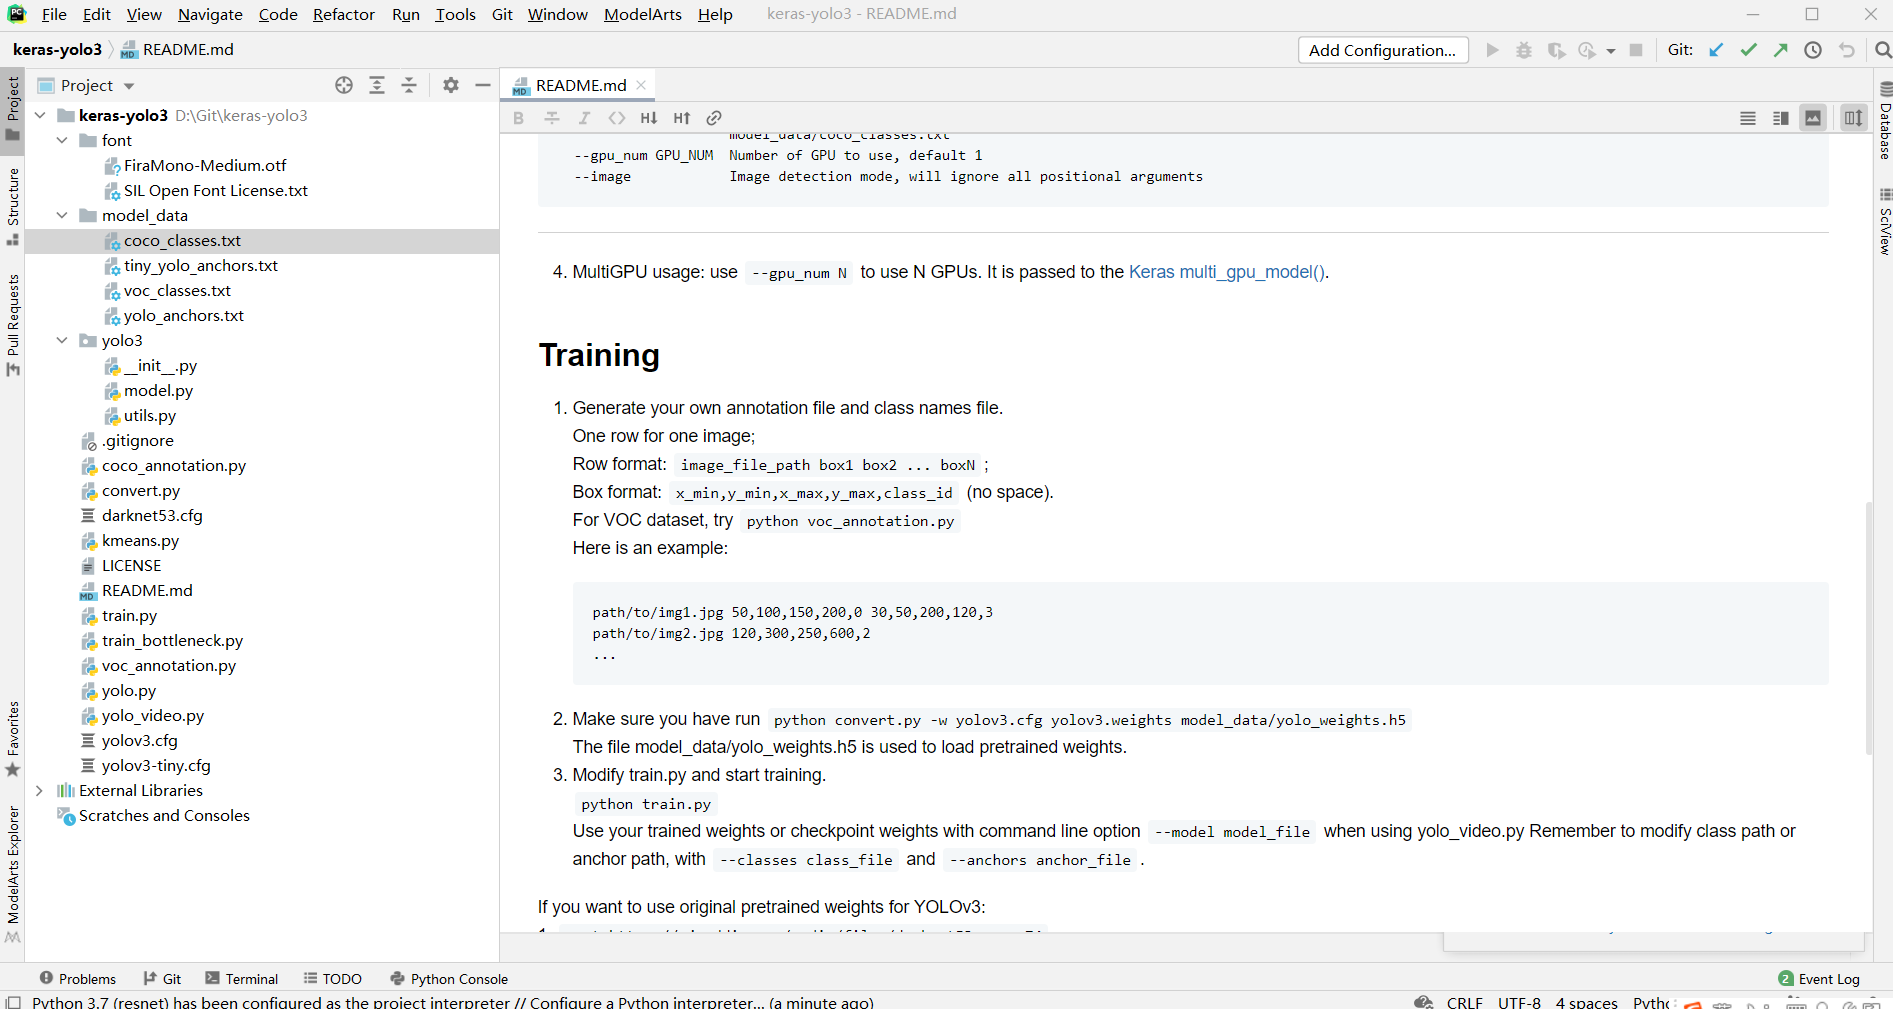 File Edit View Navigate Code Refactor Run Tools Git Window ModelArts Help keras-yolo3 - README.md
keras-yolo3 README.md
Add Configuration... Git:
Project
README.md
Project
Structure
Pull Requests
Favorites
ModelArts Explorer
keras-yolo3 D:\Git\keras-yolo3
font
FiraMono-Medium.otf
SIL Open Font License.txt
model_data
coco_classes.txt
tiny_yolo_anchors.txt
voc_classes.txt
yolo_anchors.txt
yolo3
__init__.py
model.py
utils.py
.gitignore
coco_annotation.py
convert.py
darknet53.cfg
kmeans.py
LICENSE
README.md
train.py
train_bottleneck.py
voc_annotation.py
yolo.py
yolo_video.py
yolov3.cfg
yolov3-tiny.cfg
External Libraries
Scratches and Consoles
model_data/coco_classes.txt
--gpu_num GPU_NUM Number of GPU to use, default 1
--image Image detection mode, will ignore all positional arguments
4. MultiGPU usage: use --gpu_num N to use N GPUs. It is passed to the Keras multi_gpu_model().
Training
1. Generate your own annotation file and class names file.
One row for one image;
Row format: image_file_path box1 box2 ... boxN ;
Box format: x_min,y_min,x_max,y_max,class_id (no space).
For VOC dataset, try python voc_annotation.py
Here is an example:
path/to/img1.jpg 50,100,150,200,0 30,50,200,120,3
path/to/img2.jpg 120,300,250,600,2
...
2. Make sure you have run python convert.py -w yolov3.cfg yolov3.weights model_data/yolo_weights.h5
The file model_data/yolo_weights.h5 is used to load pretrained weights.
3. Modify train.py and start training.
python train.py
Use your trained weights or checkpoint weights with command line option --model model_file when using yolo_video.py Remember to modify class path or
anchor path, with --classes class_file and --anchors anchor_file .
If you want to use original pretrained weights for YOLOv3:
Database
SciView
Problems Git Terminal TODO Python Console 2 Event Log
Python 3.7 (resnet) has been configured as the project interpreter // Configure a Python interpreter... (a minute ago) CRLF UTF-8 4 spaces